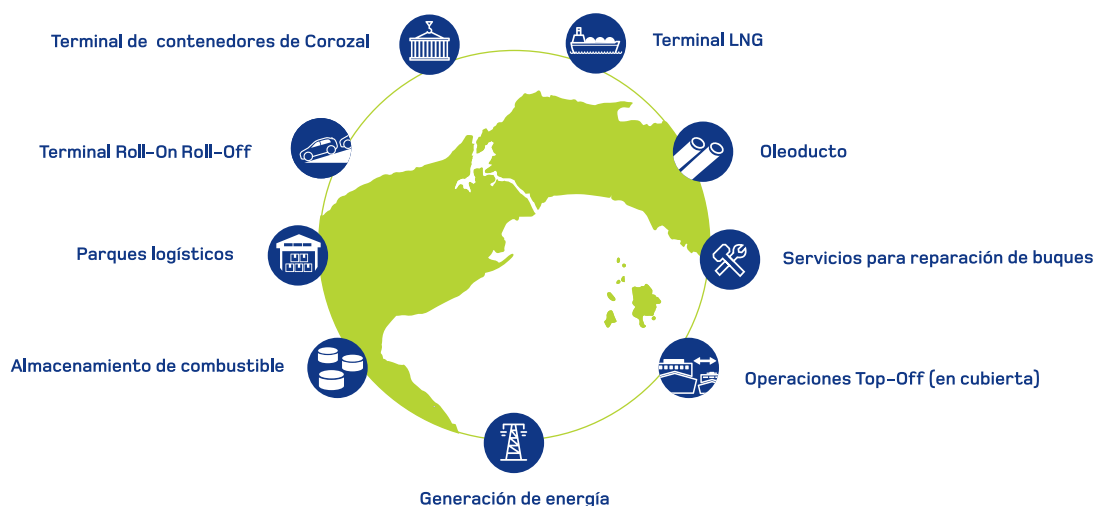 Terminal de contenedores de Corozal
Terminal LNG
Terminal Roll-On Roll-Off
Oleoducto
Parques logísticos
Servicios para reparación de buques
Almacenamiento de combustible
Operaciones Top-Off (en cubierta)
Generación de energía